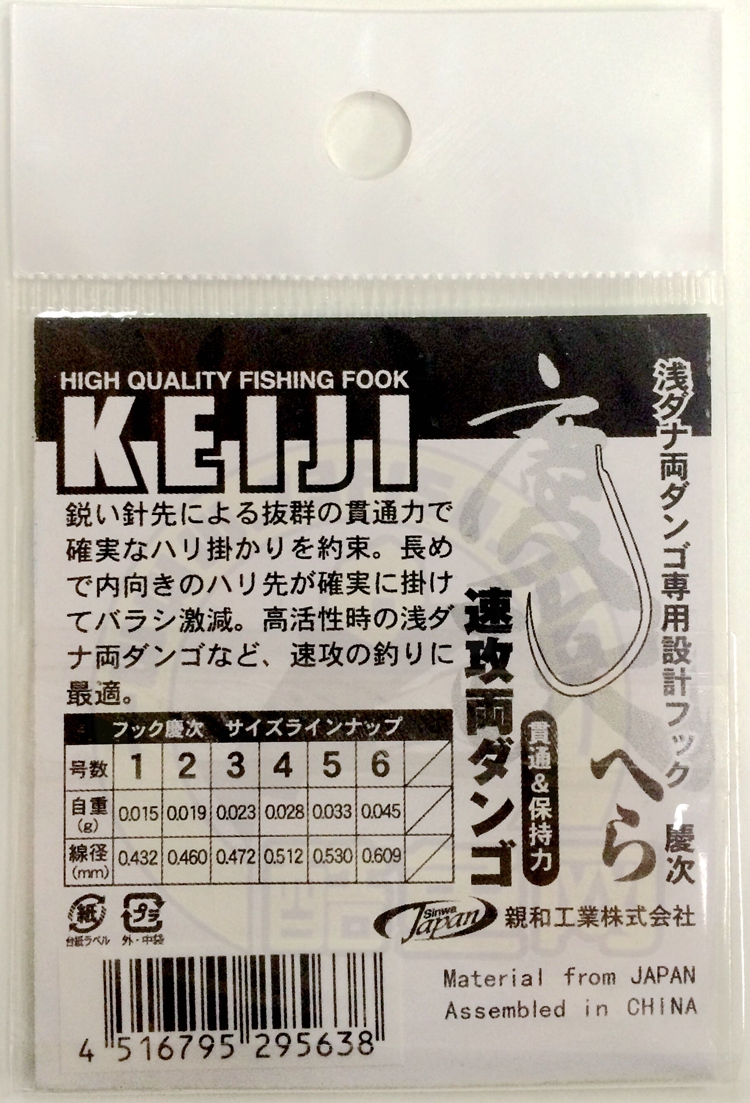 HIGH QUALITY FISHING FOOK
KEIJI
鋭い針先による抜群の貫通力で
確実なハリ掛かりを約束。長め
で内向きのハリ先が確実に掛け
てバラシ激減。高活性時の浅ダ
ナ両ダンゴなど、速攻の釣りに
最適。
浅ダナ両ダンゴ専用設計フック 慶次
へら
速攻両ダンゴ
貫通&保持力
フック慶次 サイズラインナップ
号数 1 2 3 4 5 6
自重(g) 0.015 0.019 0.023 0.028 0.033 0.045
線径(mm) 0.432 0.460 0.472 0.512 0.530 0.609
紙 プラ
台紙ラベル 外・中袋
Sinwa Japan 親和工業株式会社
Material from JAPAN
Assembled in CHINA
4 516795 295638